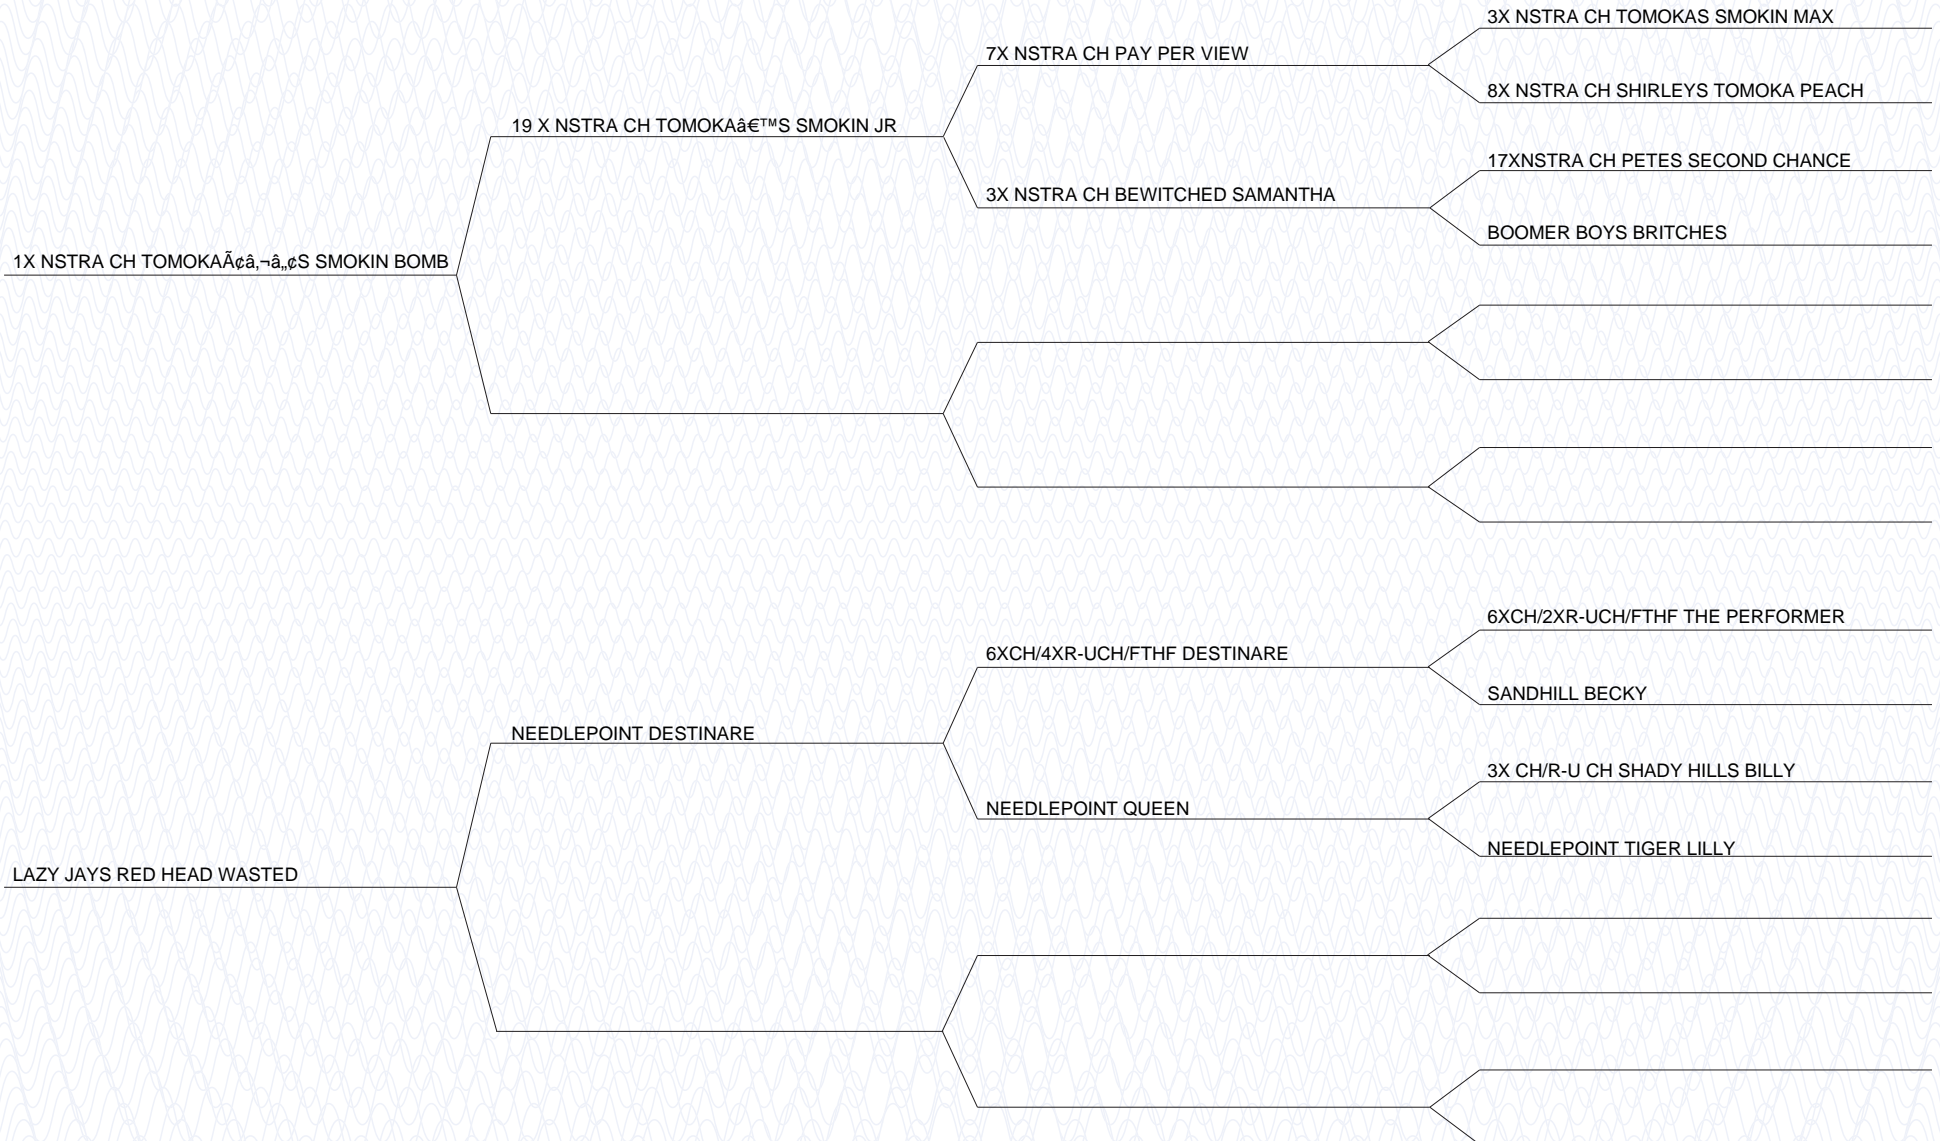 3X NSTRA CH TOMOKAS SMOKIN MAX
7X NSTRA CH PAY PER VIEW
8X NSTRA CH SHIRLEYS TOMOKA PEACH
19 X NSTRA CH TOMOKAâ€™S SMOKIN JR
17XNSTRA CH PETES SECOND CHANCE
3X NSTRA CH BEWITCHED SAMANTHA
BOOMER BOYS BRITCHES
1X NSTRA CH TOMOKAÃ¢â‚¬â„¢S SMOKIN BOMB
6XCH/2XR-UCH/FTHF THE PERFORMER
6XCH/4XR-UCH/FTHF DESTINARE
SANDHILL BECKY
NEEDLEPOINT DESTINARE
3X CH/R-U CH SHADY HILLS BILLY
NEEDLEPOINT QUEEN
NEEDLEPOINT TIGER LILLY
LAZY JAYS RED HEAD WASTED